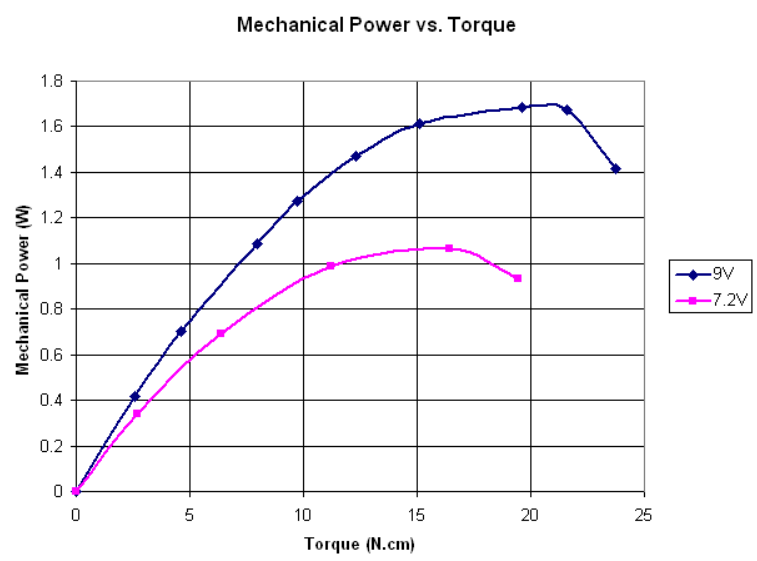 Mechanical Power vs. Torque
1.8
1.6
1.4
1.2
1
0.8
0.6
0.4
0.2
0
Mechanical Power (W)
0 5 10 15 20 25
Torque (N.cm)
9V
7.2V